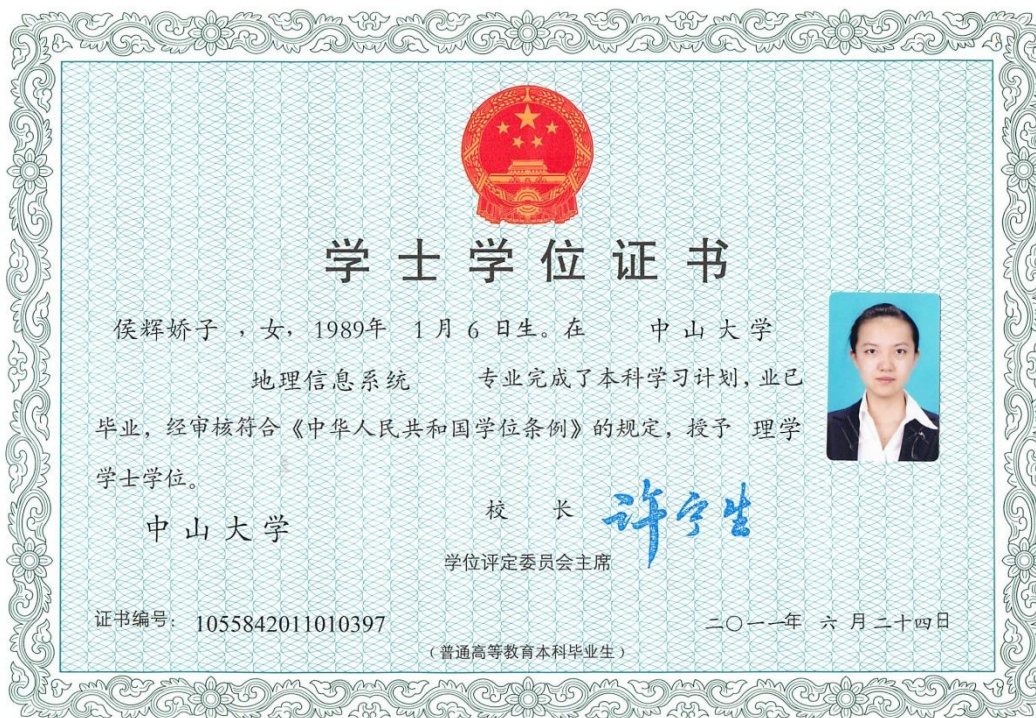 学士学位证书
侯辉娇子 ，女，1989年 1月6日生。在 中山大学
地理信息系统 专业完成了本科学习计划，业已
毕业，经审核符合《中华人民共和国学位条例》的规定，授予 理学
学士学位。
中山大学
校 长 许宁生
学位评定委员会主席
证书编号：1055842011010397
二〇一一年 六月二十四日
（普通高等教育本科毕业生）